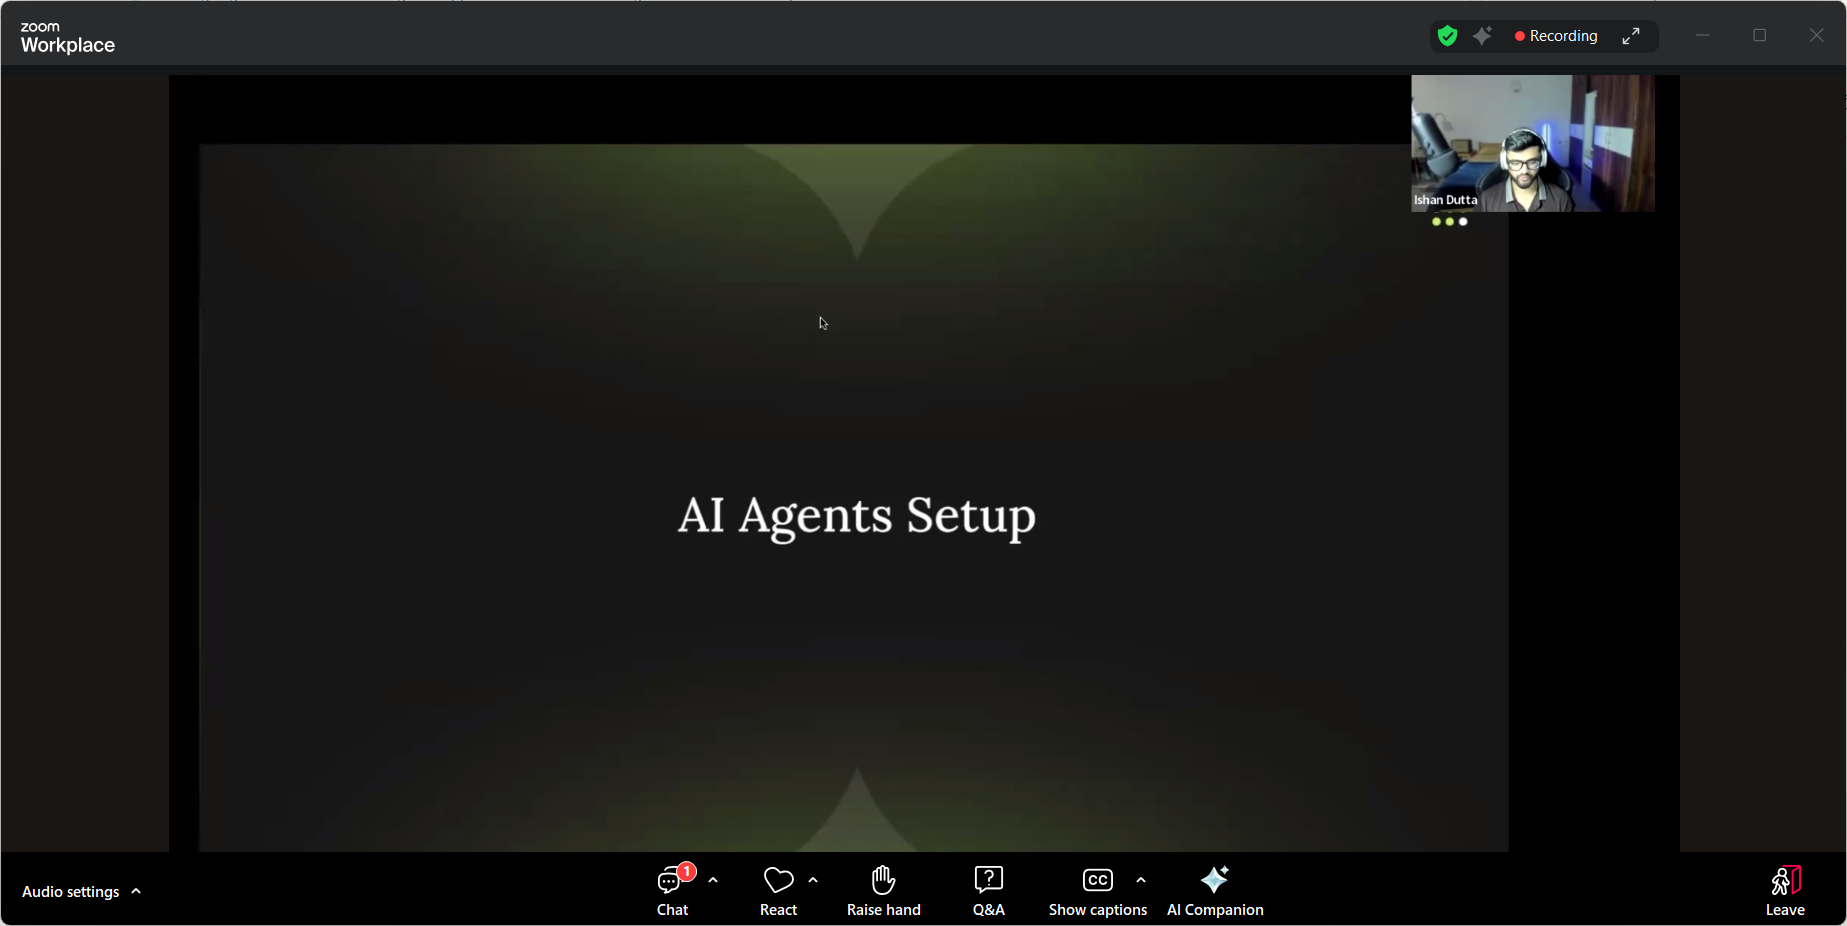 zoom
Workplace
Recording
Ishan Dutta
AI Agents Setup
Audio settings
1
Chat
React
Raise hand
?
Q&A
CC
Show captions
AI Companion
Leave